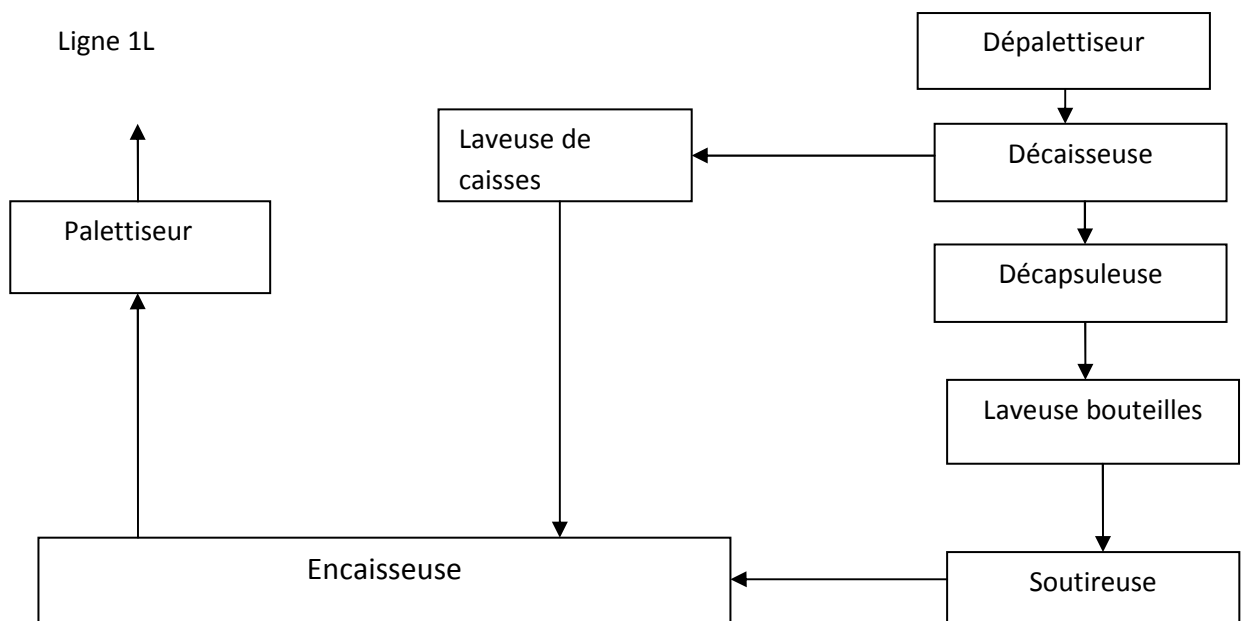 Ligne 1L
Dépalettiseur
Laveuse de
caisses
Décaisseuse
Palettiseur
Décapsuleuse
Laveuse bouteilles
Encaisseuse
Soutireuse